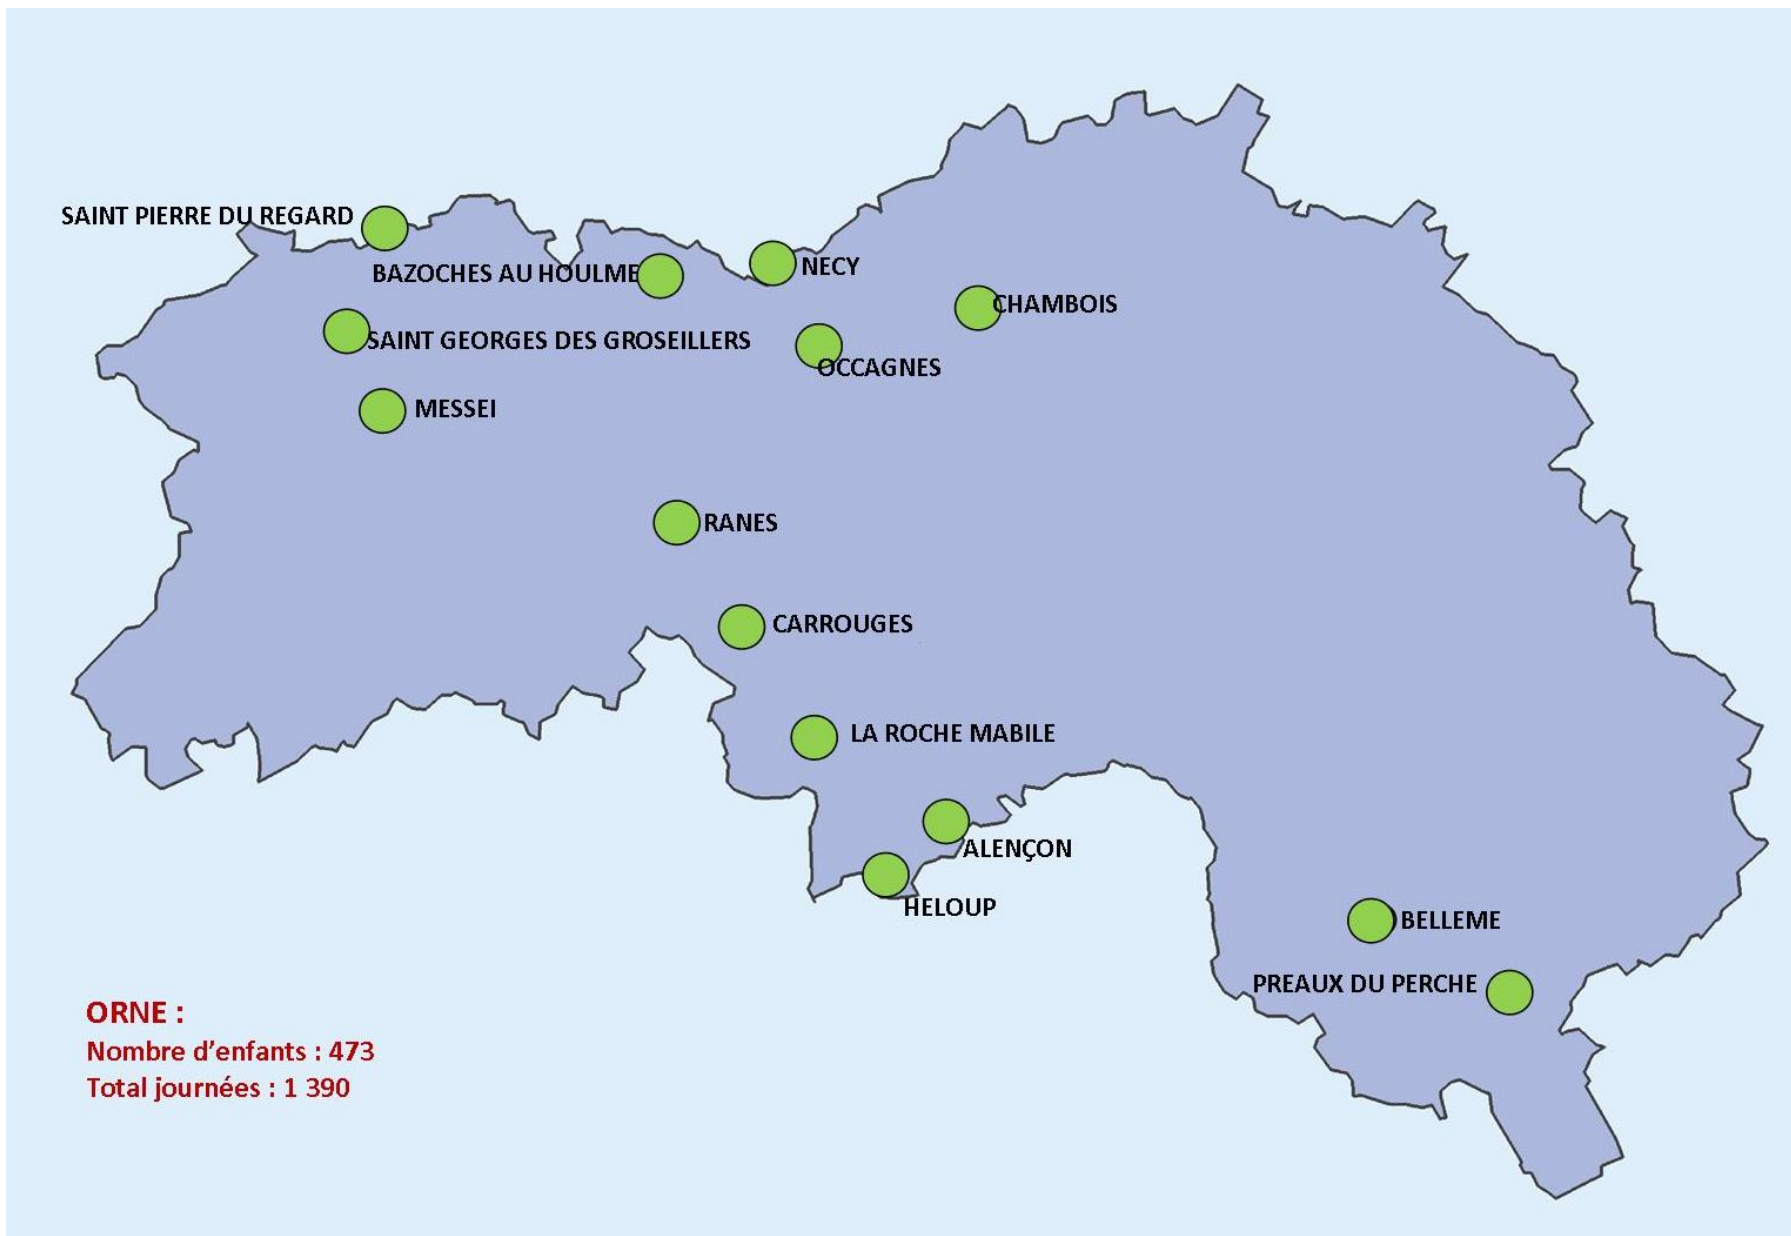 SAINT PIERRE DU REGARD
BAZOCHES AU HOULME
NECY
CHAMBOIS
SAINT GEORGES DES GROSEILLERS
OCCAGNES
MESSEI
RANES
CARROUGES
LA ROCHE MABILE
ALENÇON
HELOUP
BELLEME
PREAUX DU PERCHE
ORNE :
Nombre d'enfants : 473
Total journées : 1 390